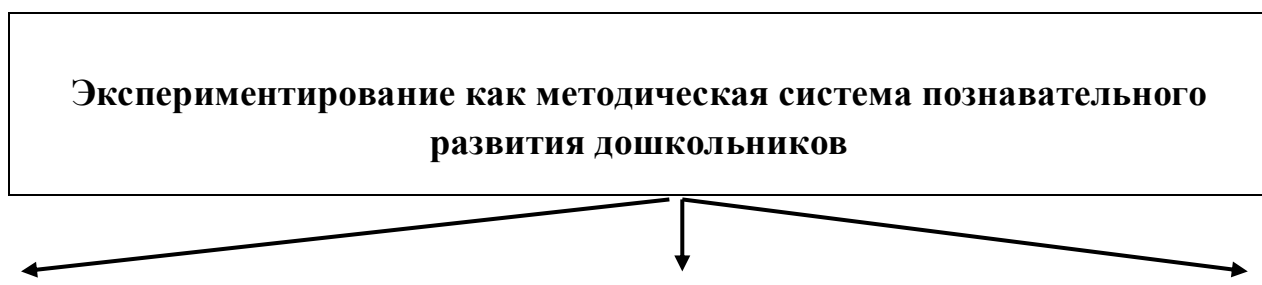 Экспериментирование как методическая система познавательного
развития дошкольников